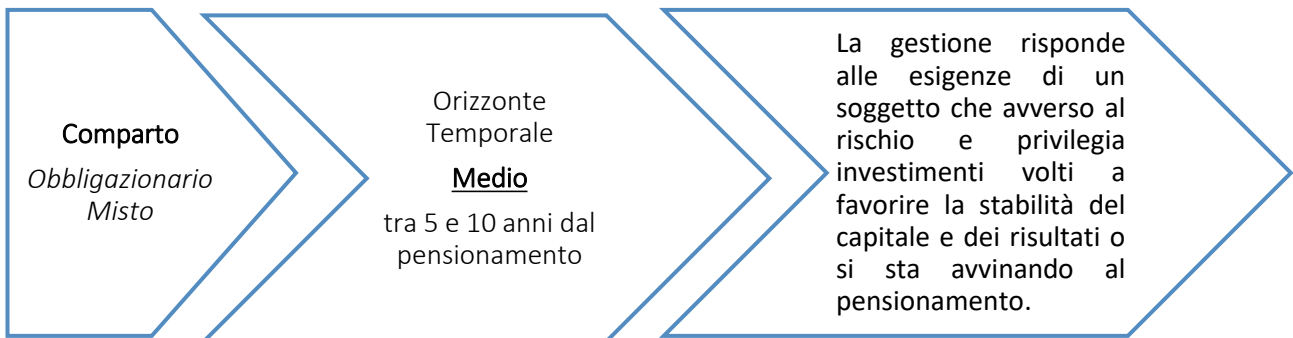 Comparto
Obbligazionario
Misto
Orizzonte
Temporale
Medio
tra 5 e 10 anni dal
pensionamento
La gestione risponde
alle esigenze di un
soggetto che avverso al
rischio e privilegia
investimenti volti a
favorire la stabilità del
capitale e dei risultati o
si sta avvinando al
pensionamento.